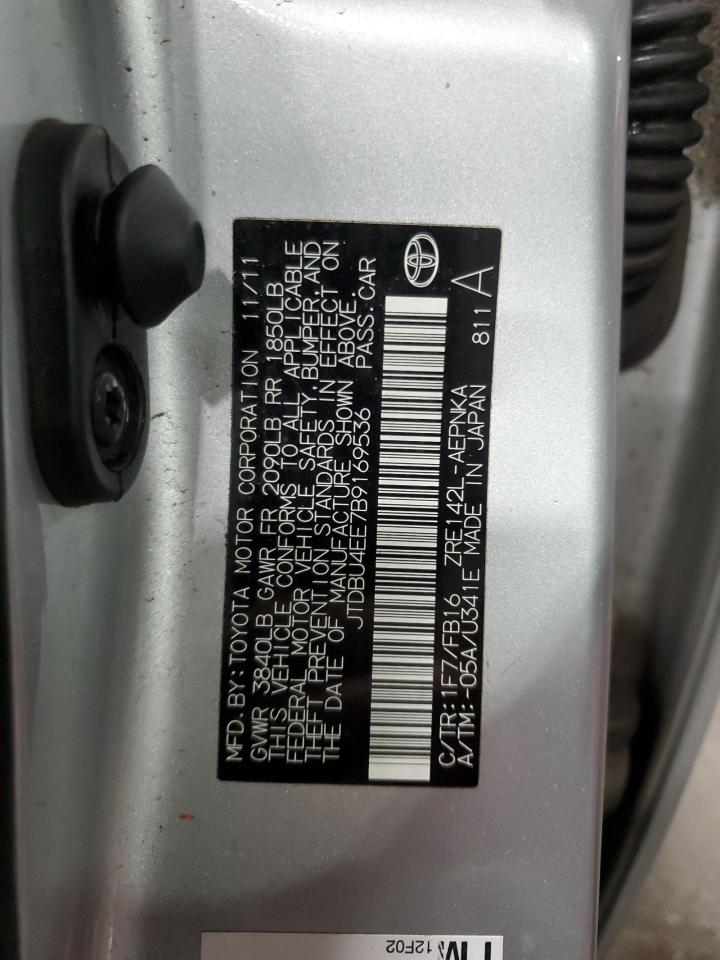 MFD. BY: TOYOTA MOTOR CORPORATION 11/11
GVWR 3840LB GAWR FR 2090LB RR 1850LB
THIS VEHICLE CONFORMS TO ALL APPLICABLE
FEDERAL MOTOR VEHICLE SAFETY, BUMPER, AND
THEFT PREVENTION STANDARDS IN EFFECT ON
THE DATE OF MANUFACTURE SHOWN ABOVE.
JTDBU4EE7B9169536 PASS. CAR
C/TR: 1F7/FB16 ZRE142L-AEPNKA
A/TM: -05A/U341E MADE IN JAPAN 811 A
12F02